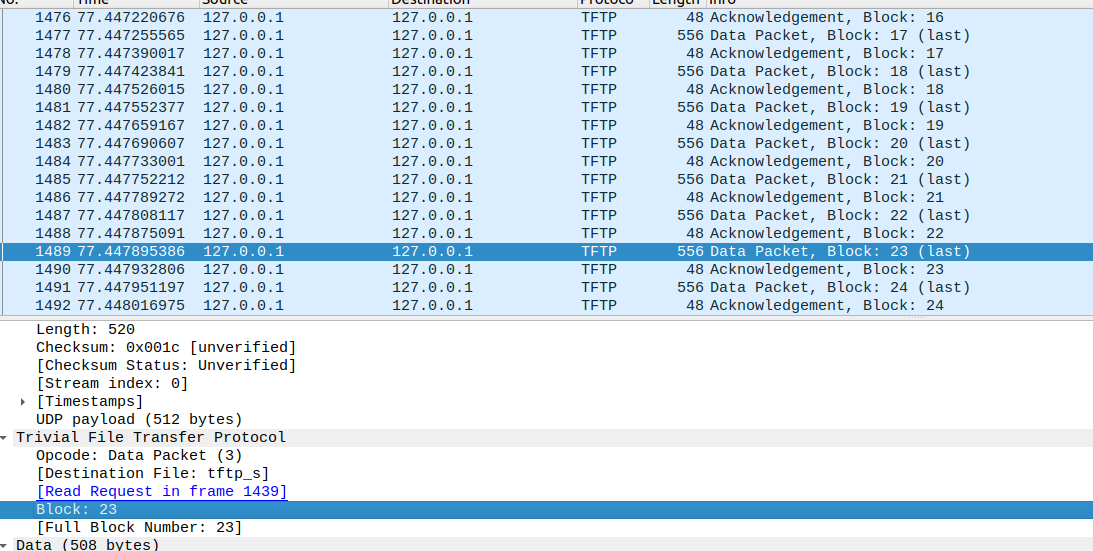 No. Time Source Destination Protoco Length Info
1476 77.447220676 127.0.0.1 127.0.0.1 TFTP 48 Acknowledgement, Block: 16
1477 77.447255565 127.0.0.1 127.0.0.1 TFTP 556 Data Packet, Block: 17 (last)
1478 77.447390017 127.0.0.1 127.0.0.1 TFTP 48 Acknowledgement, Block: 17
1479 77.447423841 127.0.0.1 127.0.0.1 TFTP 556 Data Packet, Block: 18 (last)
1480 77.447526015 127.0.0.1 127.0.0.1 TFTP 48 Acknowledgement, Block: 18
1481 77.447552377 127.0.0.1 127.0.0.1 TFTP 556 Data Packet, Block: 19 (last)
1482 77.447659167 127.0.0.1 127.0.0.1 TFTP 48 Acknowledgement, Block: 19
1483 77.447690607 127.0.0.1 127.0.0.1 TFTP 556 Data Packet, Block: 20 (last)
1484 77.447733001 127.0.0.1 127.0.0.1 TFTP 48 Acknowledgement, Block: 20
1485 77.447752212 127.0.0.1 127.0.0.1 TFTP 556 Data Packet, Block: 21 (last)
1486 77.447789272 127.0.0.1 127.0.0.1 TFTP 48 Acknowledgement, Block: 21
1487 77.447808117 127.0.0.1 127.0.0.1 TFTP 556 Data Packet, Block: 22 (last)
1488 77.447875091 127.0.0.1 127.0.0.1 TFTP 48 Acknowledgement, Block: 22
1489 77.447895386 127.0.0.1 127.0.0.1 TFTP 556 Data Packet, Block: 23 (last)
1490 77.447932806 127.0.0.1 127.0.0.1 TFTP 48 Acknowledgement, Block: 23
1491 77.447951197 127.0.0.1 127.0.0.1 TFTP 556 Data Packet, Block: 24 (last)
1492 77.448016975 127.0.0.1 127.0.0.1 TFTP 48 Acknowledgement, Block: 24
Length: 520
Checksum: 0x001c [unverified]
[Checksum Status: Unverified]
[Stream index: 0]
[Timestamps]
UDP payload (512 bytes)
Trivial File Transfer Protocol
Opcode: Data Packet (3)
[Destination File: tftp_s]
[Read Request in frame 1439]
Block: 23
[Full Block Number: 23]
Data (508 bytes)